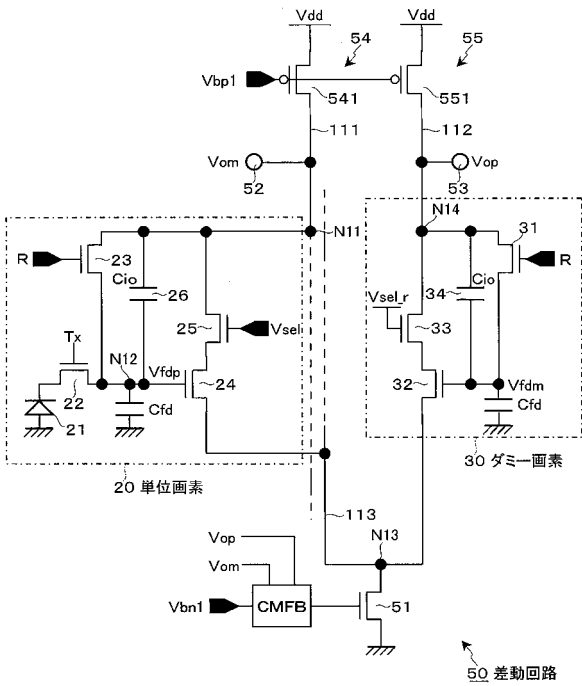 Vdd
Vdd
54
55
Vbp1
541
551
111
112
Vom
52
Vop
53
N11
N14
31
R
23
Cio
26
Cio
34
R
Vsel_r
33
25
Vsel
Tx
N12
Vfdp
24
32
Vfdm
22
Cfd
Cfd
21
20 単位画素
30 ダミー画素
113
N13
Vop
Vom
Vbn1
CMFB
51
50 差動回路